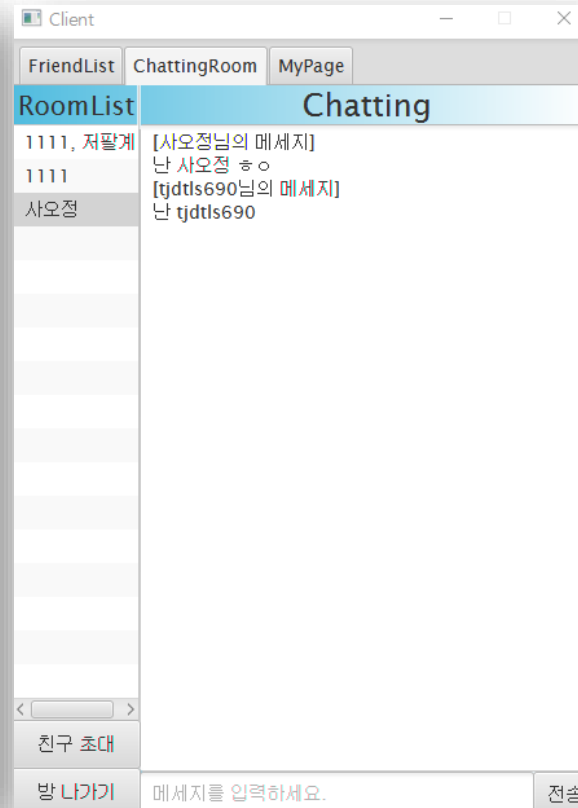 Client
FriendList
ChattingRoom
MyPage
RoomList
Chatting
1111, 저팔계
1111
사오정
[사오정님의 메세지]
난 사오정 ㅎㅇ
[tjdtls690님의 메세지]
난 tjdtls690
친구 초대
방 나가기
메세지를 입력하세요.
전송